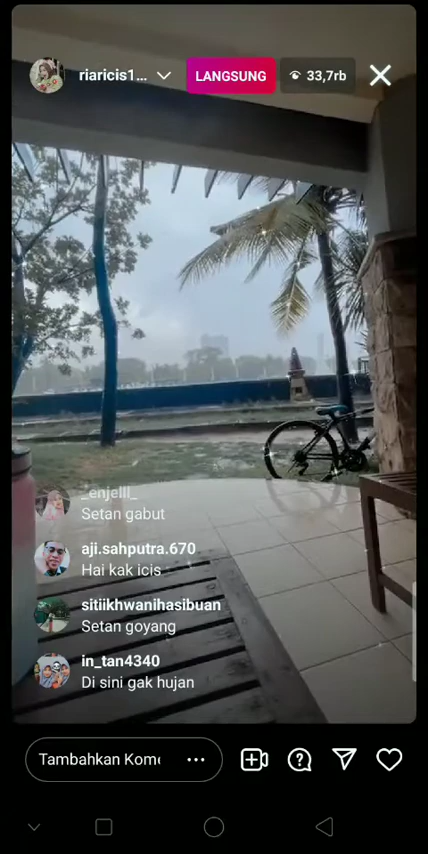 riaricis1...
LANGSUNG
33,7rb
_enjelll_
Setan gabut
aji.sahputra.670
Hai kak icis
sitiikhwanihasibuan
Setan goyang
in_tan4340
Di sini gak hujan
Tambahkan Kome